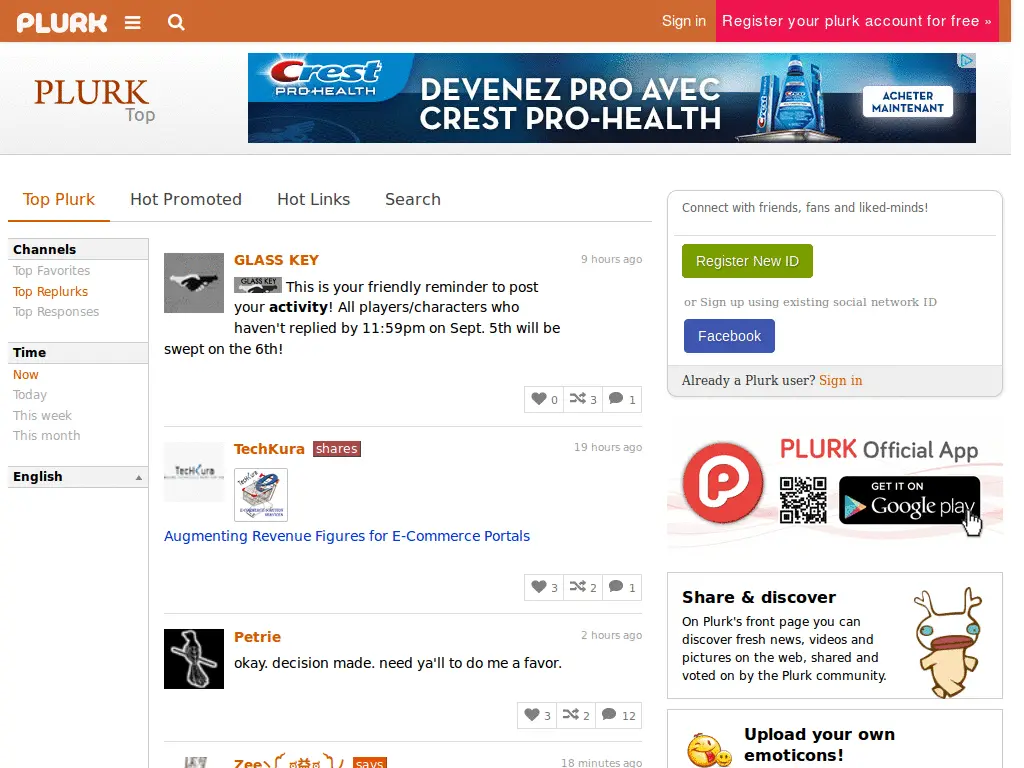 PLURK
Sign in
Register your plurk account for free »
PLURK
Top
Crest
PRO-HEALTH
DEVENEZ PRO AVEC
CREST PRO-HEALTH
ACHETER
MAINTENANT
Top Plurk
Hot Promoted
Hot Links
Search
Channels
Top Favorites
Top Replurks
Top Responses
Time
Now
Today
This week
This month
English
GLASS KEY
9 hours ago
GLASS KEY This is your friendly reminder to post
your activity! All players/characters who
haven't replied by 11:59pm on Sept. 5th will be
swept on the 6th!
0 3 1
TechKura shares
19 hours ago
TechKura
TechKura
Augmenting Revenue Figures for E-Commerce Portals
3 2 1
Petrie
2 hours ago
okay. decision made. need ya'll to do me a favor.
3 2 12
Zee
says
18 minutes ago
Connect with friends, fans and liked-minds!
Register New ID
or Sign up using existing social network ID
Facebook
Already a Plurk user? Sign in
PLURK Official App
GET IT ON
Google play
Share & discover
On Plurk's front page you can
discover fresh news, videos and
pictures on the web, shared and
voted on by the Plurk community.
Upload your own
emoticons!